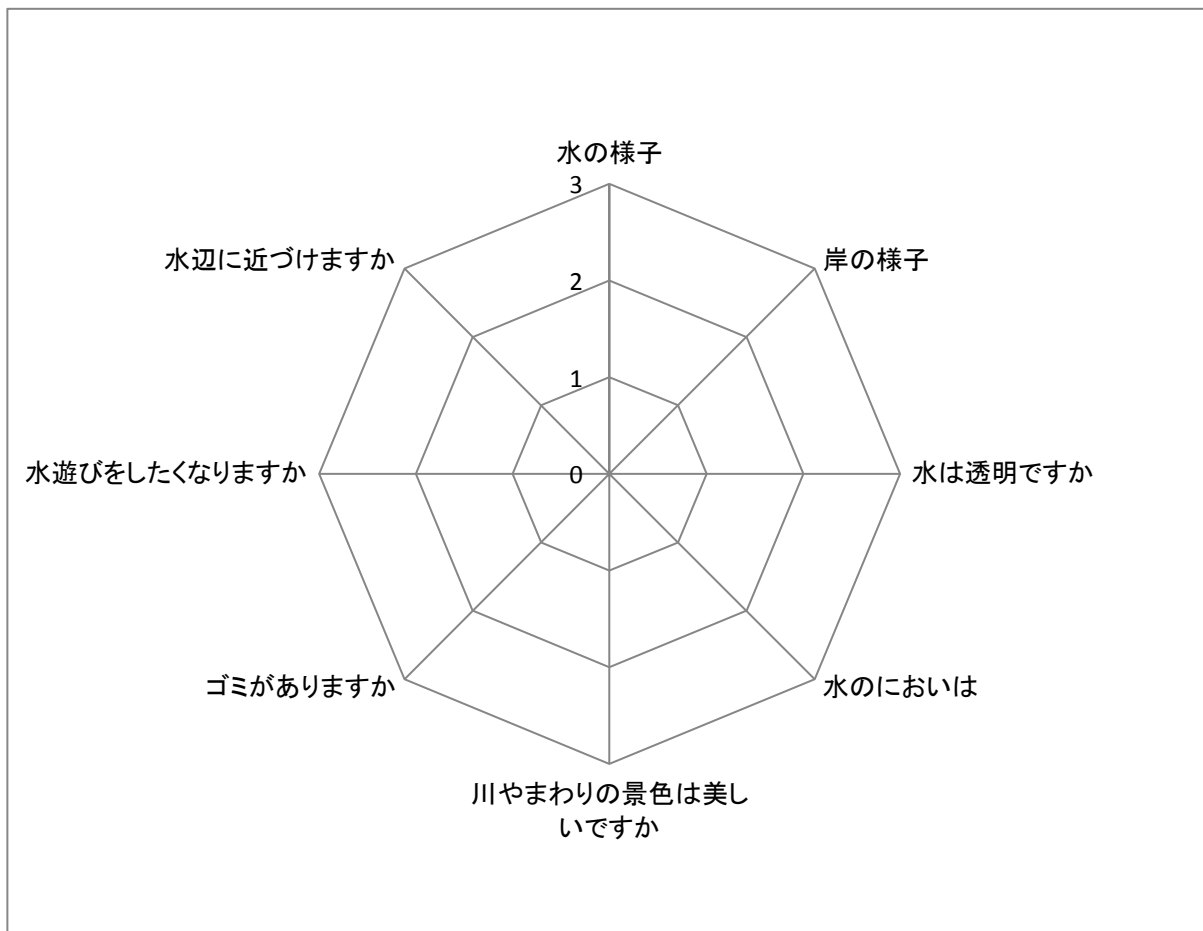 水の様子
3
水辺に近づけますか
岸の様子
2
1
水遊びをしたくなりますか
0
水は透明ですか
ゴミがありますか
水のにおいは
川やまわりの景色は美し
いですか